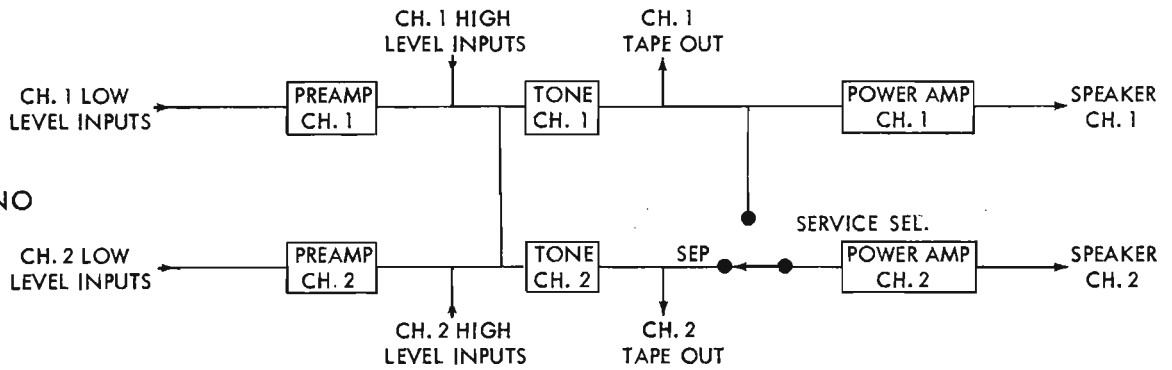 CH. 1 HIGH
LEVEL INPUTS
CH. 1
TAPE OUT
CH. 1 LOW
LEVEL INPUTS
PREAMP
CH. 1
TONE
CH. 1
POWER AMP
CH. 1
SPEAKER
CH. 1
NO
SERVICE SEL.
CH. 2 LOW
LEVEL INPUTS
PREAMP
CH. 2
TONE
CH. 2
SEP
POWER AMP
CH. 2
SPEAKER
CH. 2
CH. 2 HIGH
LEVEL INPUTS
CH. 2
TAPE OUT